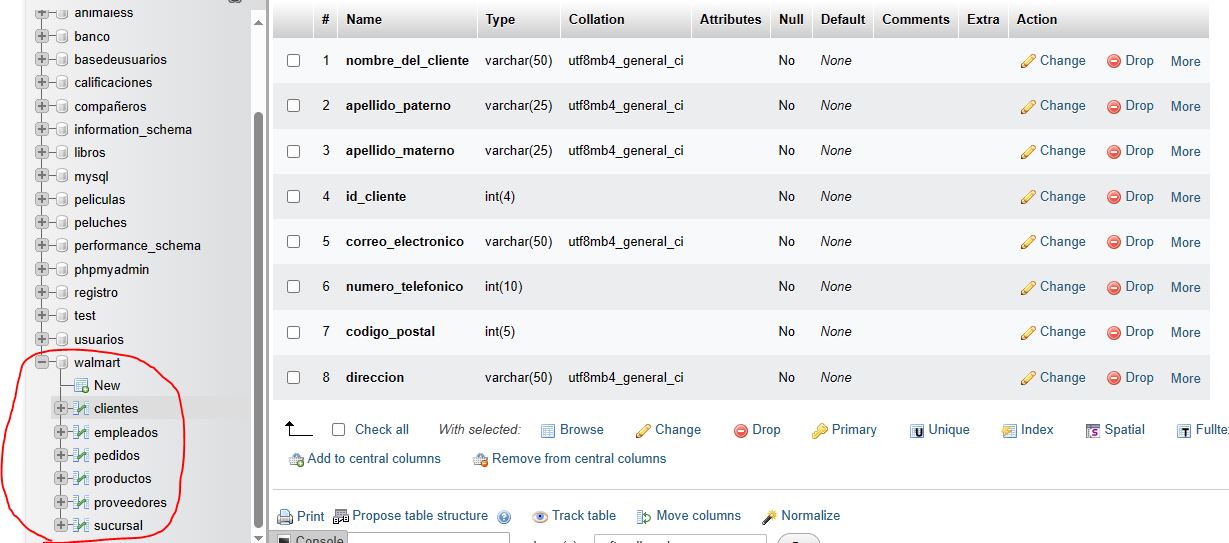 animaless
banco
basedeusuarios
calificaciones
compañeros
information_schema
libros
mysql
peliculas
peluches
performance_schema
phpmyadmin
registro
test
usuarios
walmart
New
clientes
empleados
pedidos
productos
proveedores
sucursal
# Name Type Collation Attributes Null Default Comments Extra Action
1 nombre_del_cliente varchar(50) utf8mb4_general_ci No None Change Drop More
2 apellido_paterno varchar(25) utf8mb4_general_ci No None Change Drop More
3 apellido_materno varchar(25) utf8mb4_general_ci No None Change Drop More
4 id_cliente int(4) No None Change Drop More
5 correo_electronico varchar(50) utf8mb4_general_ci No None Change Drop More
6 numero_telefonico int(10) No None Change Drop More
7 codigo_postal int(5) No None Change Drop More
8 direccion varchar(50) utf8mb4_general_ci No None Change Drop More
Check all With selected: Browse Change Drop Primary Unique Index Spatial Fullte
Add to central columns Remove from central columns
Print Propose table structure Track table Move columns Normalize
Console